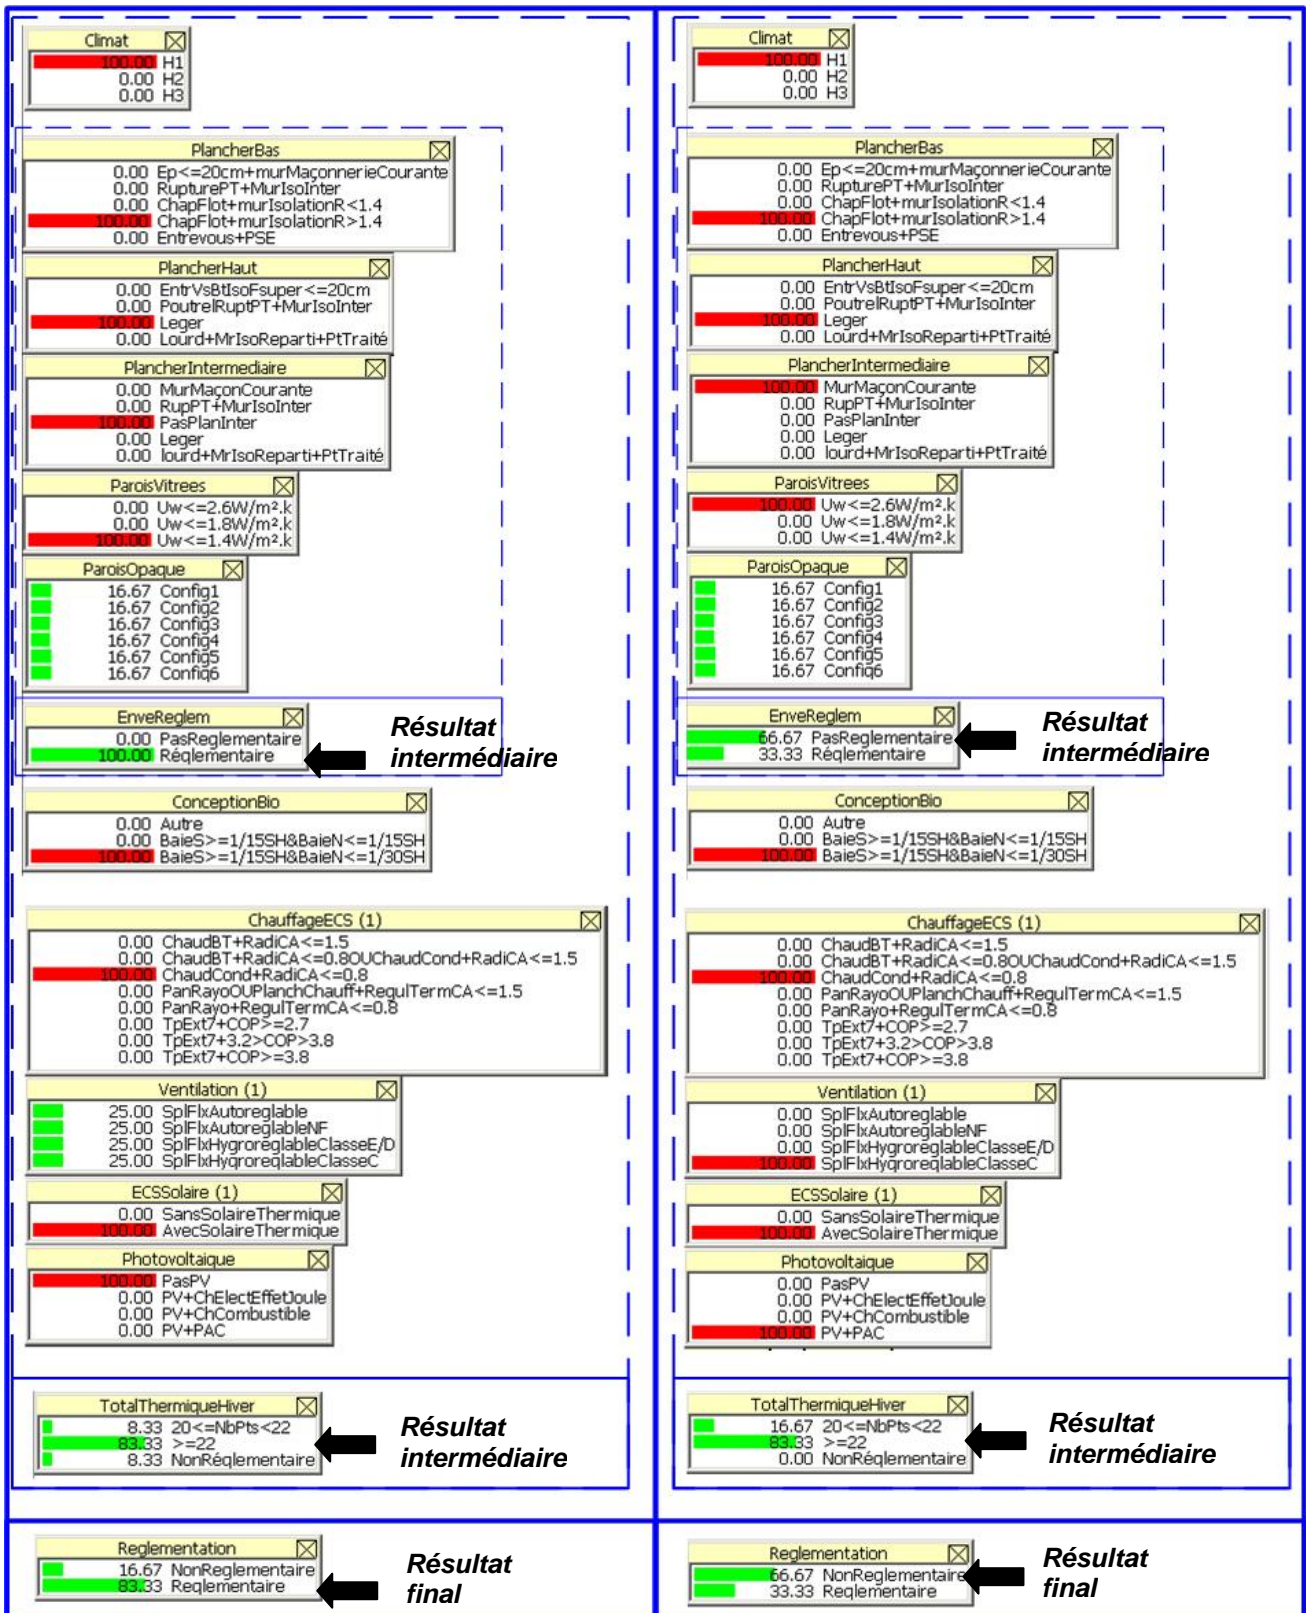 Climat
100.00 H1
0.00 H2
0.00 H3
PlancherBas
0.00 Ep<=20cm+murMaçonnerieCourante
0.00 RupturePT+MurIsoInter
0.00 ChapFlot+murIsolationR<1.4
100.00 ChapFlot+murIsolationR>1.4
0.00 Entrevous+PSE
PlancherHaut
0.00 EntrVsBtIsoFsuper<=20cm
0.00 PoutrelRuptPT+MurIsoInter
100.00 Leger
0.00 Lourd+MrIsoReparti+PtTraité
PlancherIntermediaire
0.00 MurMaçonCourante
0.00 RupPT+MurIsoInter
100.00 PasPlanInter
0.00 Leger
0.00 lourd+MrIsoReparti+PtTraité
ParoisVitrees
0.00 Uw<=2.6W/m².k
0.00 Uw<=1.8W/m².k
100.00 Uw<=1.4W/m².k
ParoisOpaque
16.67 Config1
16.67 Config2
16.67 Config3
16.67 Config4
16.67 Config5
16.67 Config6
EnveReglem
0.00 PasReglementaire
100.00 Réglementaire
Résultat
intermédiaire
ConceptionBio
0.00 Autre
0.00 BaieS>=1/15SH&BaieN<=1/15SH
100.00 BaieS>=1/15SH&BaieN<=1/30SH
ChauffageECS (1)
0.00 ChaudBT+RadiCA<=1.5
0.00 ChaudBT+RadiCA<=0.8OUChaudCond+RadiCA<=1.5
100.00 ChaudCond+RadiCA<=0.8
0.00 PanRayoOUPlanchChauff+RegulTermCA<=1.5
0.00 PanRayo+RegulTermCA<=0.8
0.00 TpExt7+COP>=2.7
0.00 TpExt7+3.2>COP>3.8
0.00 TpExt7+COP>=3.8
Ventilation (1)
25.00 SplFlxAutoreglable
25.00 SplFlxAutoreglableNF
25.00 SplFlxHygroreglableClasseE/D
25.00 SplFlxHygroreglableClasseC
ECSSolaire (1)
0.00 SansSolaireThermique
100.00 AvecSolaireThermique
Photovoltaique
100.00 PasPV
0.00 PV+ChElectEffetJoule
0.00 PV+ChCombustible
0.00 PV+PAC
TotalThermiqueHiver
8.33 20<=NbPts<22
83.33 >=22
8.33 NonRéglementaire
Résultat
intermédiaire
Reglementation
16.67 NonReglementaire
83.33 Reglementaire
Résultat
final
Climat
100.00 H1
0.00 H2
0.00 H3
PlancherBas
0.00 Ep<=20cm+murMaçonnerieCourante
0.00 RupturePT+MurIsoInter
0.00 ChapFlot+murIsolationR<1.4
100.00 ChapFlot+murIsolationR>1.4
0.00 Entrevous+PSE
PlancherHaut
0.00 EntrVsBtIsoFsuper<=20cm
0.00 PoutrelRuptPT+MurIsoInter
100.00 Leger
0.00 Lourd+MrIsoReparti+PtTraité
PlancherIntermediaire
100.00 MurMaçonCourante
0.00 RupPT+MurIsoInter
0.00 PasPlanInter
0.00 Leger
0.00 lourd+MrIsoReparti+PtTraité
ParoisVitrees
100.00 Uw<=2.6W/m².k
0.00 Uw<=1.8W/m².k
0.00 Uw<=1.4W/m².k
ParoisOpaque
16.67 Config1
16.67 Config2
16.67 Config3
16.67 Config4
16.67 Config5
16.67 Config6
EnveReglem
66.67 PasReglementaire
33.33 Réglementaire
Résultat
intermédiaire
ConceptionBio
0.00 Autre
0.00 BaieS>=1/15SH&BaieN<=1/15SH
100.00 BaieS>=1/15SH&BaieN<=1/30SH
ChauffageECS (1)
0.00 ChaudBT+RadiCA<=1.5
0.00 ChaudBT+RadiCA<=0.8OUChaudCond+RadiCA<=1.5
100.00 ChaudCond+RadiCA<=0.8
0.00 PanRayoOUPlanchChauff+RegulTermCA<=1.5
0.00 PanRayo+RegulTermCA<=0.8
0.00 TpExt7+COP>=2.7
0.00 TpExt7+3.2>COP>3.8
0.00 TpExt7+COP>=3.8
Ventilation (1)
0.00 SplFlxAutoreglable
0.00 SplFlxAutoreglableNF
0.00 SplFlxHygroreglableClasseE/D
100.00 SplFlxHygroreglableClasseC
ECSSolaire (1)
0.00 SansSolaireThermique
100.00 AvecSolaireThermique
Photovoltaique
0.00 PasPV
0.00 PV+ChElectEffetJoule
0.00 PV+ChCombustible
100.00 PV+PAC
TotalThermiqueHiver
16.67 20<=NbPts<22
83.33 >=22
0.00 NonRéglementaire
Résultat
intermédiaire
Reglementation
66.67 NonReglementaire
33.33 Reglementaire
Résultat
final